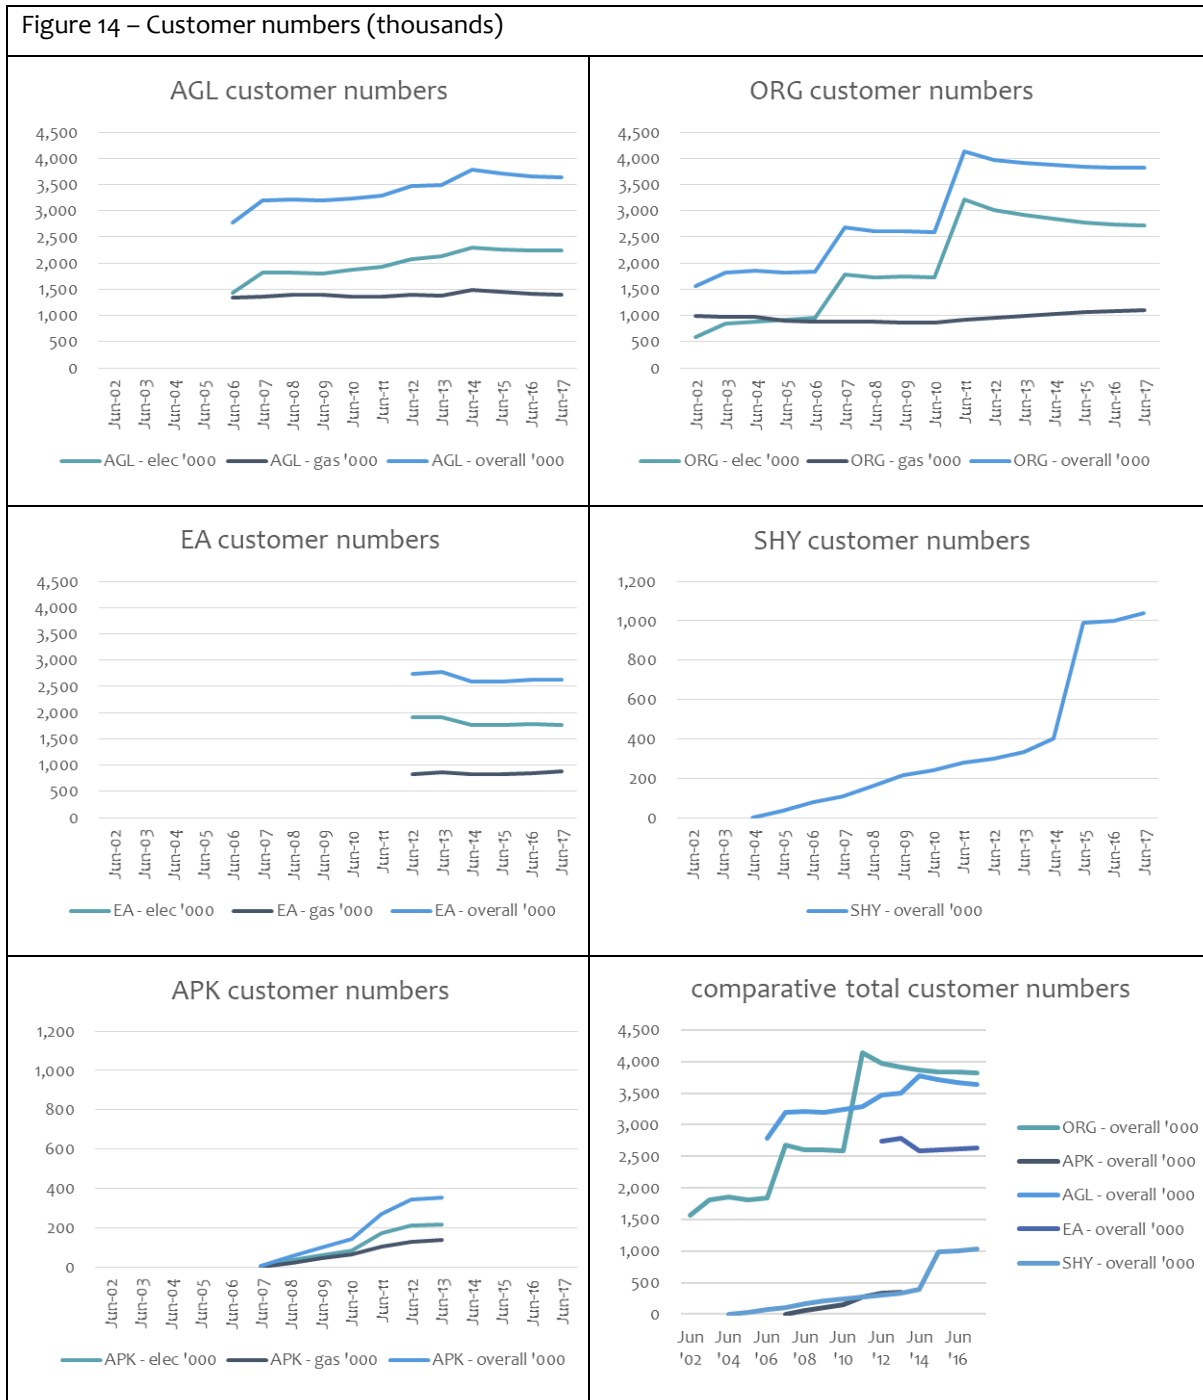 Figure 14 – Customer numbers (thousands)
AGL customer numbers
4,500
4,000
3,500
3,000
2,500
2,000
1,500
1,000
500
0
Jun-02
Jun-03
Jun-04
Jun-05
Jun-06
Jun-07
Jun-08
Jun-09
Jun-10
Jun-11
Jun-12
Jun-13
Jun-14
Jun-15
Jun-16
Jun-17
AGL - elec '000 AGL - gas '000 AGL - overall '000
ORG customer numbers
4,500
4,000
3,500
3,000
2,500
2,000
1,500
1,000
500
0
Jun-02
Jun-03
Jun-04
Jun-05
Jun-06
Jun-07
Jun-08
Jun-09
Jun-10
Jun-11
Jun-12
Jun-13
Jun-14
Jun-15
Jun-16
Jun-17
ORG - elec '000 ORG - gas '000 ORG - overall '000
EA customer numbers
4,500
4,000
3,500
3,000
2,500
2,000
1,500
1,000
500
0
Jun-02
Jun-03
Jun-04
Jun-05
Jun-06
Jun-07
Jun-08
Jun-09
Jun-10
Jun-11
Jun-12
Jun-13
Jun-14
Jun-15
Jun-16
Jun-17
EA - elec '000 EA - gas '000 EA - overall '000
SHY customer numbers
1,200
1,000
800
600
400
200
0
Jun-02
Jun-03
Jun-04
Jun-05
Jun-06
Jun-07
Jun-08
Jun-09
Jun-10
Jun-11
Jun-12
Jun-13
Jun-14
Jun-15
Jun-16
Jun-17
SHY - overall '000
APK customer numbers
1,200
1,000
800
600
400
200
0
Jun-02
Jun-03
Jun-04
Jun-05
Jun-06
Jun-07
Jun-08
Jun-09
Jun-10
Jun-11
Jun-12
Jun-13
Jun-14
Jun-15
Jun-16
Jun-17
APK - elec '000 APK - gas '000 APK - overall '000
comparative total customer numbers
4,500
4,000
3,500
3,000
2,500
2,000
1,500
1,000
500
0
Jun Jun Jun Jun Jun Jun Jun Jun
'02 '04 '06 '08 '10 '12 '14 '16
ORG - overall '000
APK - overall '000
AGL - overall '000
EA - overall '000
SHY - overall '000